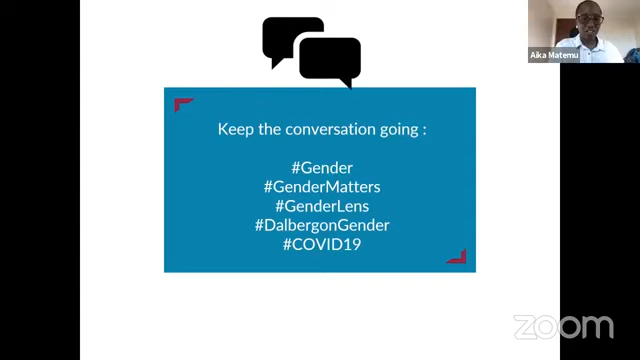 Aika Matemu
Keep the conversation going :
#Gender
#GenderMatters
#GenderLens
#DalbergonGender
#COVID19
zoom